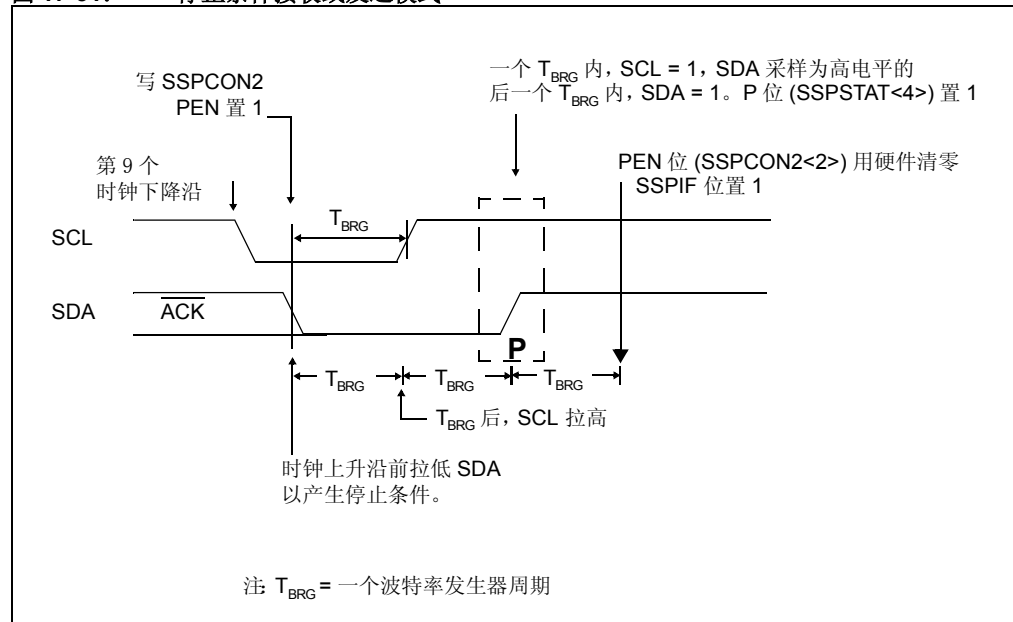 写 SSPCON2
PEN 置 1
一个 TBRG 内，SCL = 1，SDA 采样为高电平的
后一个 TBRG 内，SDA = 1。P 位 (SSPSTAT<4>) 置 1
PEN 位 (SSPCON2<2>) 用硬件清零
SSPIF 位置 1
第 9 个
时钟下降沿
TBRG
SCL
SDA
ACK
P
TBRG
TBRG
TBRG
TBRG 后，SCL 拉高
时钟上升沿前拉低 SDA
以产生停止条件。
注: TBRG = 一个波特率发生器周期